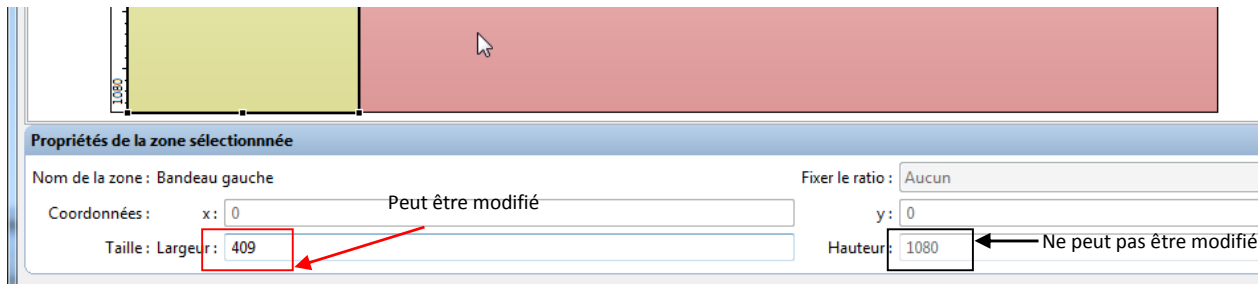 1080
Propriétés de la zone sélectionnnée
Nom de la zone : Bandeau gauche
Fixer le ratio : Aucun
Peut être modifié
Coordonnées : x : 0
y : 0
Taille : Largeur : 409
Hauteur : 1080
Ne peut pas être modifié